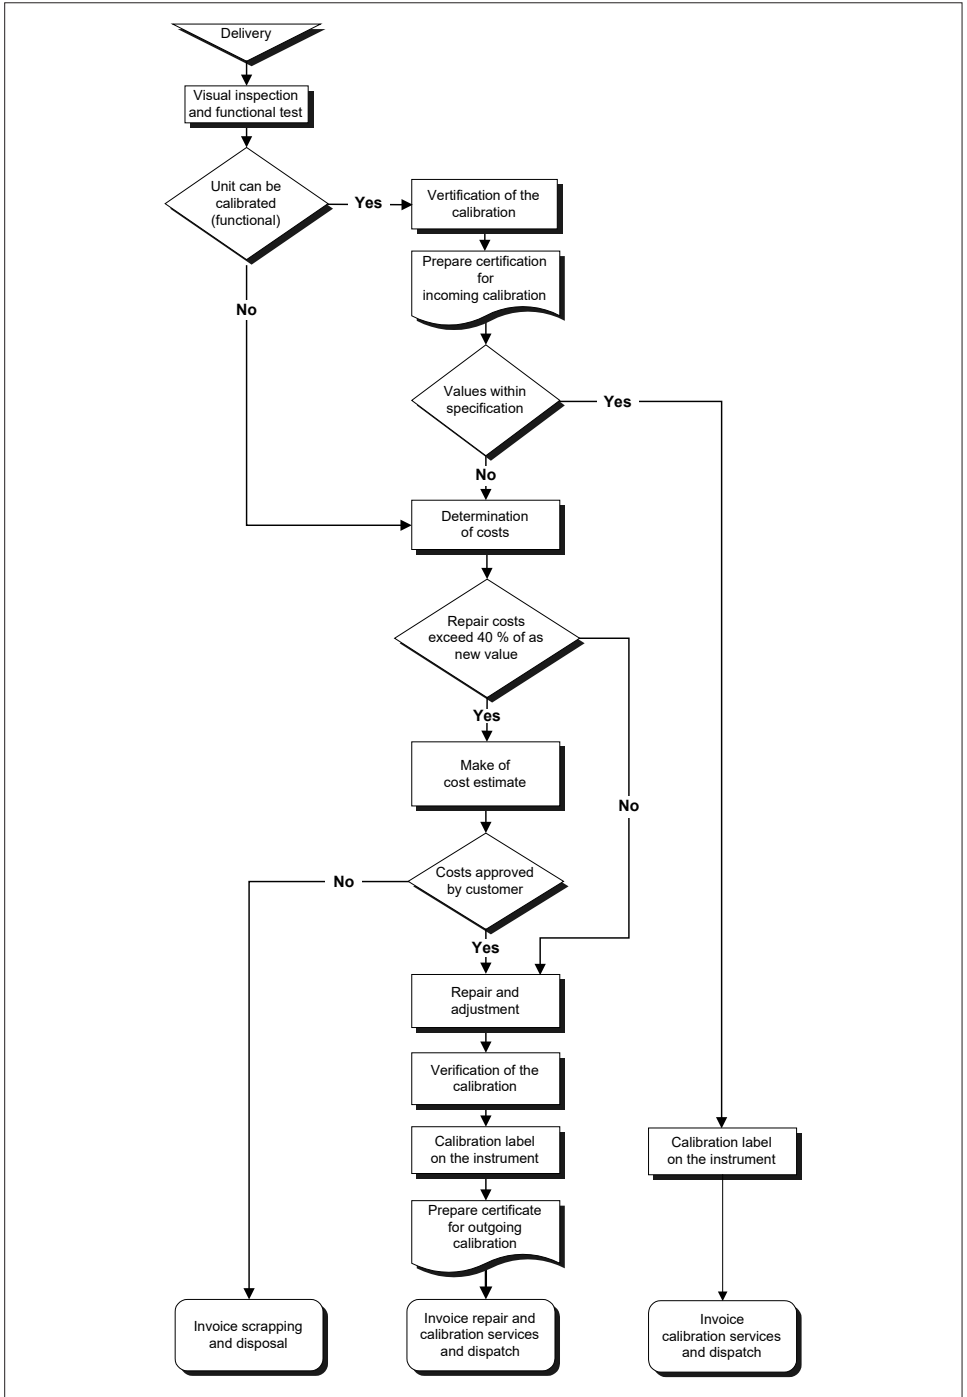 Delivery
Visual inspection
and functional test
Unit can be
calibrated
(functional)
Yes
Vertification of the
calibration
Prepare certification
for
incoming calibration
No
Values within
specification
Yes
No
Determination
of costs
Repair costs
exceed 40 % of as
new value
Yes
Make of
cost estimate
No
Costs approved
by customer
No
Yes
Repair and
adjustment
Verification of the
calibration
Calibration label
on the instrument
Calibration label
on the instrument
Prepare certificate
for outgoing
calibration
Invoice scrapping
and disposal
Invoice repair and
calibration services
and dispatch
Invoice
calibration services
and dispatch